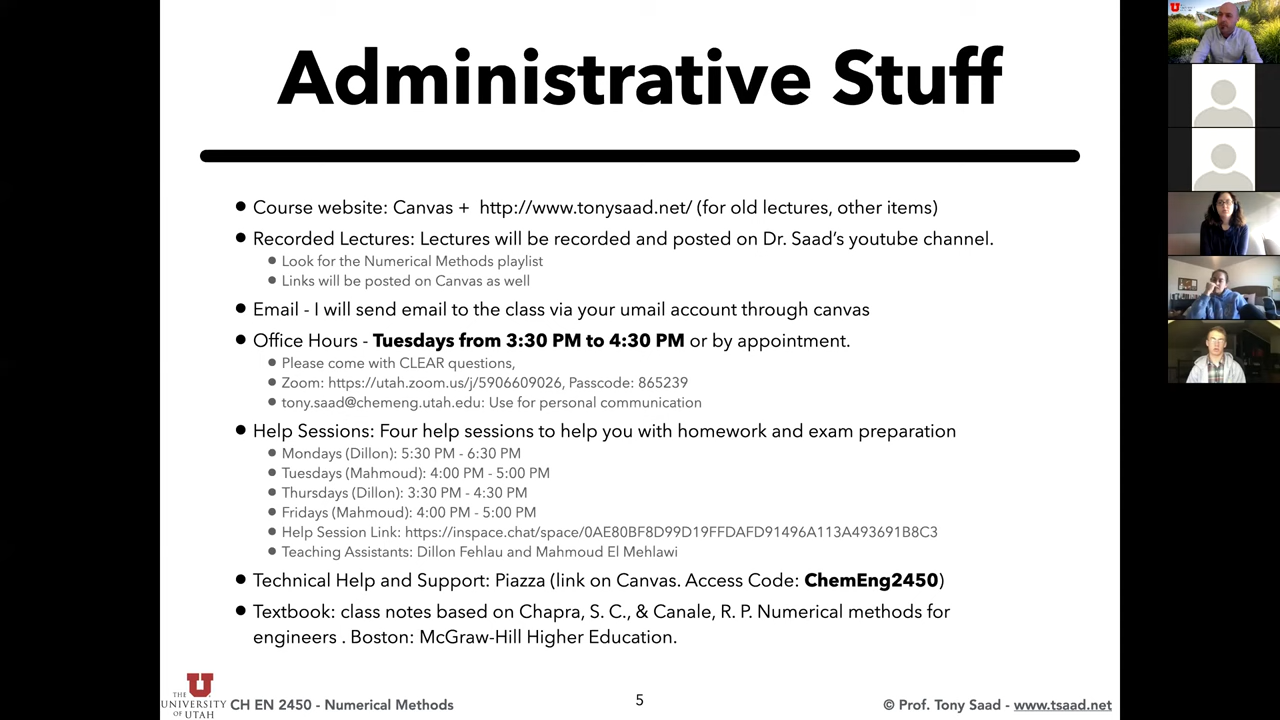 Administrative Stuff
• Course website: Canvas + http://www.tonysaad.net/ (for old lectures, other items)
• Recorded Lectures: Lectures will be recorded and posted on Dr. Saad's youtube channel.
• Look for the Numerical Methods playlist
• Links will be posted on Canvas as well
• Email - I will send email to the class via your umail account through canvas
• Office Hours - Tuesdays from 3:30 PM to 4:30 PM or by appointment.
• Please come with CLEAR questions,
• Zoom: https://utah.zoom.us/j/5906609026, Passcode: 865239
• tony.saad@chemeng.utah.edu: Use for personal communication
• Help Sessions: Four help sessions to help you with homework and exam preparation
• Mondays (Dillon): 5:30 PM - 6:30 PM
• Tuesdays (Mahmoud): 4:00 PM - 5:00 PM
• Thursdays (Dillon): 3:30 PM - 4:30 PM
• Fridays (Mahmoud): 4:00 PM - 5:00 PM
• Help Session Link: https://inspace.chat/space/0AE80BF8D99D19FFDAFD91496A113A493691B8C3
• Teaching Assistants: Dillon Fehlau and Mahmoud El Mehlawi
• Technical Help and Support: Piazza (link on Canvas. Access Code: ChemEng2450)
• Textbook: class notes based on Chapra, S. C., & Canale, R. P. Numerical methods for
engineers . Boston: McGraw-Hill Higher Education.
THE
UNIVERSITY
OF UTAH
CH EN 2450 - Numerical Methods
5
© Prof. Tony Saad - www.tsaad.net